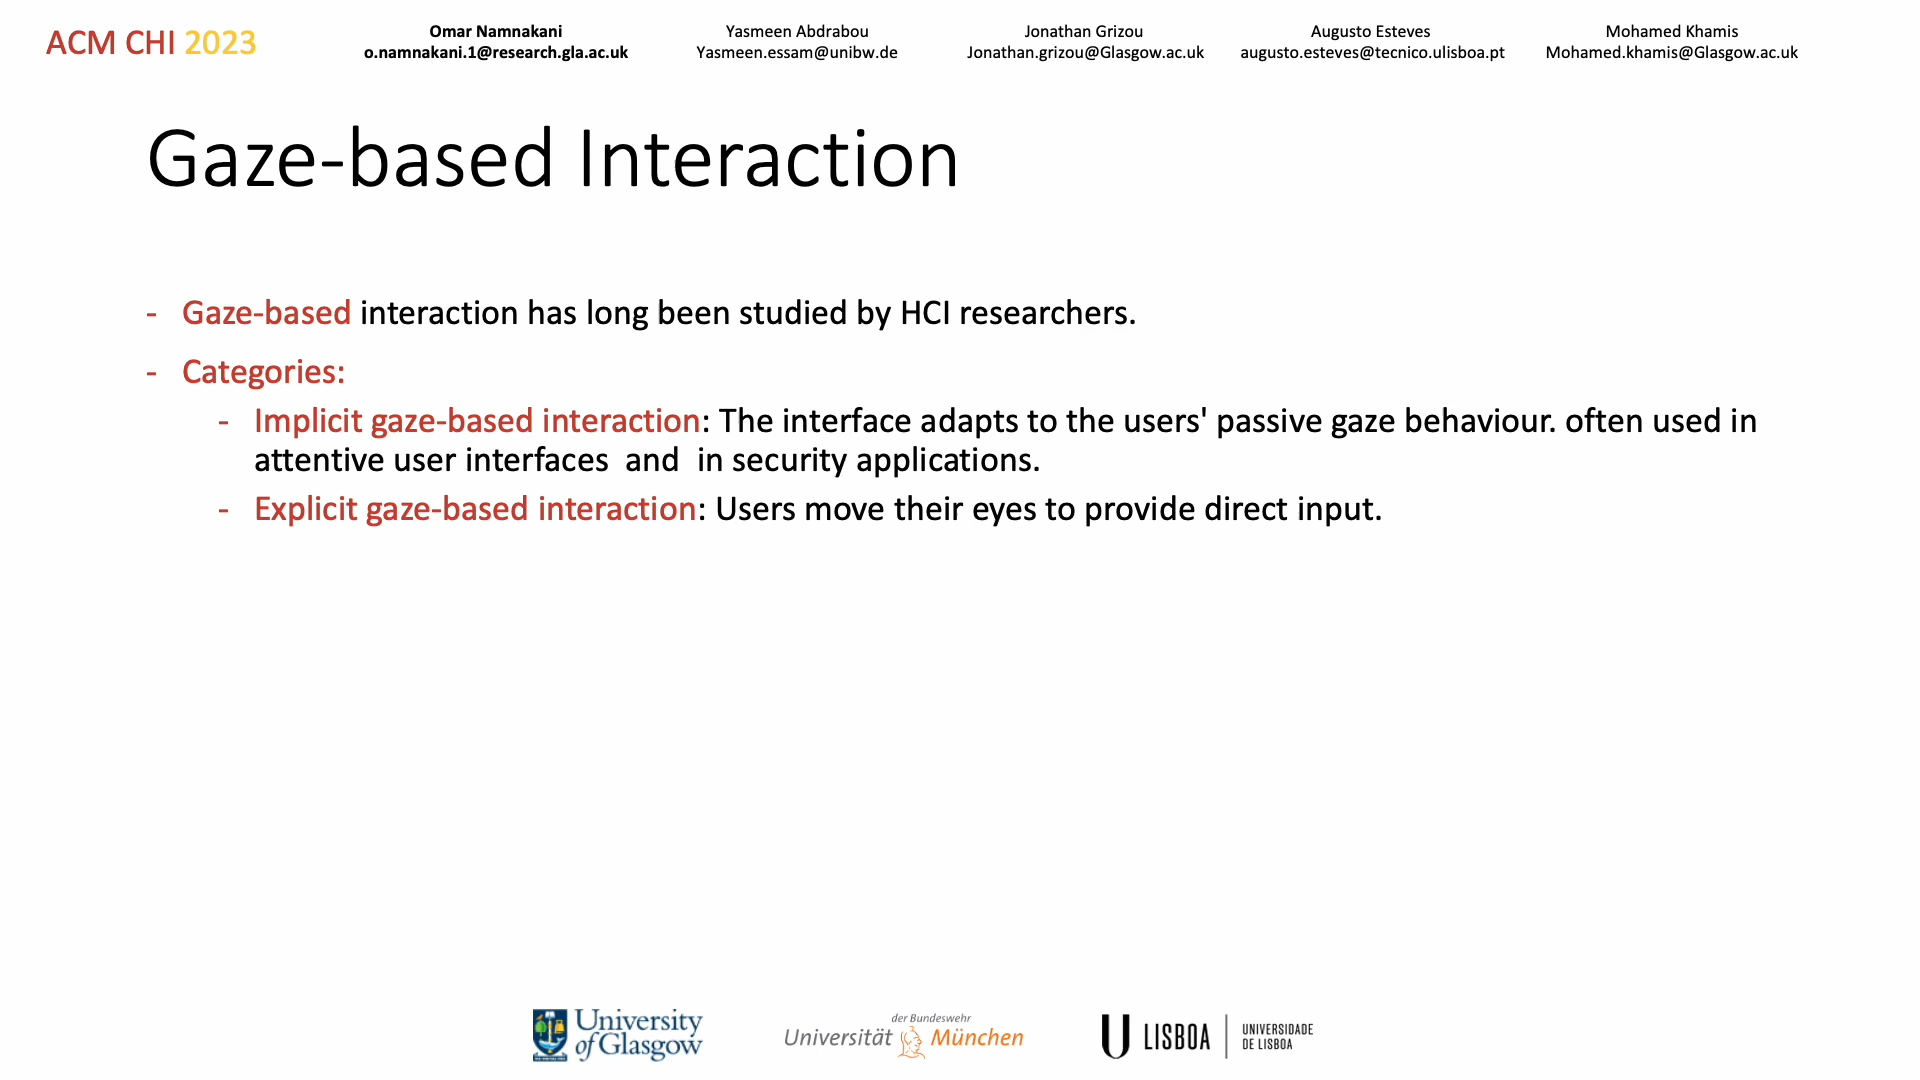 ACM CHI 2023
Omar Namnakani
o.namnakani.1@research.gla.ac.uk
Yasmeen Abdrabou
Yasmeen.essam@unibw.de
Jonathan Grizou
Jonathan.grizou@Glasgow.ac.uk
Augusto Esteves
augusto.esteves@tecnico.ulisboa.pt
Mohamed Khamis
Mohamed.khamis@Glasgow.ac.uk
Gaze-based Interaction
- Gaze-based interaction has long been studied by HCI researchers.
- Categories:
- Implicit gaze-based interaction: The interface adapts to the users' passive gaze behaviour. often used in
attentive user interfaces  and  in security applications.
- Explicit gaze-based interaction: Users move their eyes to provide direct input.
University
of Glasgow
der Bundeswehr
Universität München
LISBOA
UNIVERSIDADE
DE LISBOA